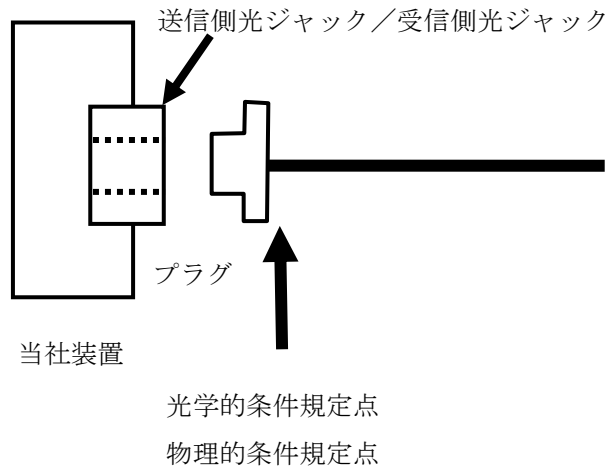 送信側光ジャック／受信側光ジャック
プラグ
当社装置
光学的条件規定点
物理的条件規定点